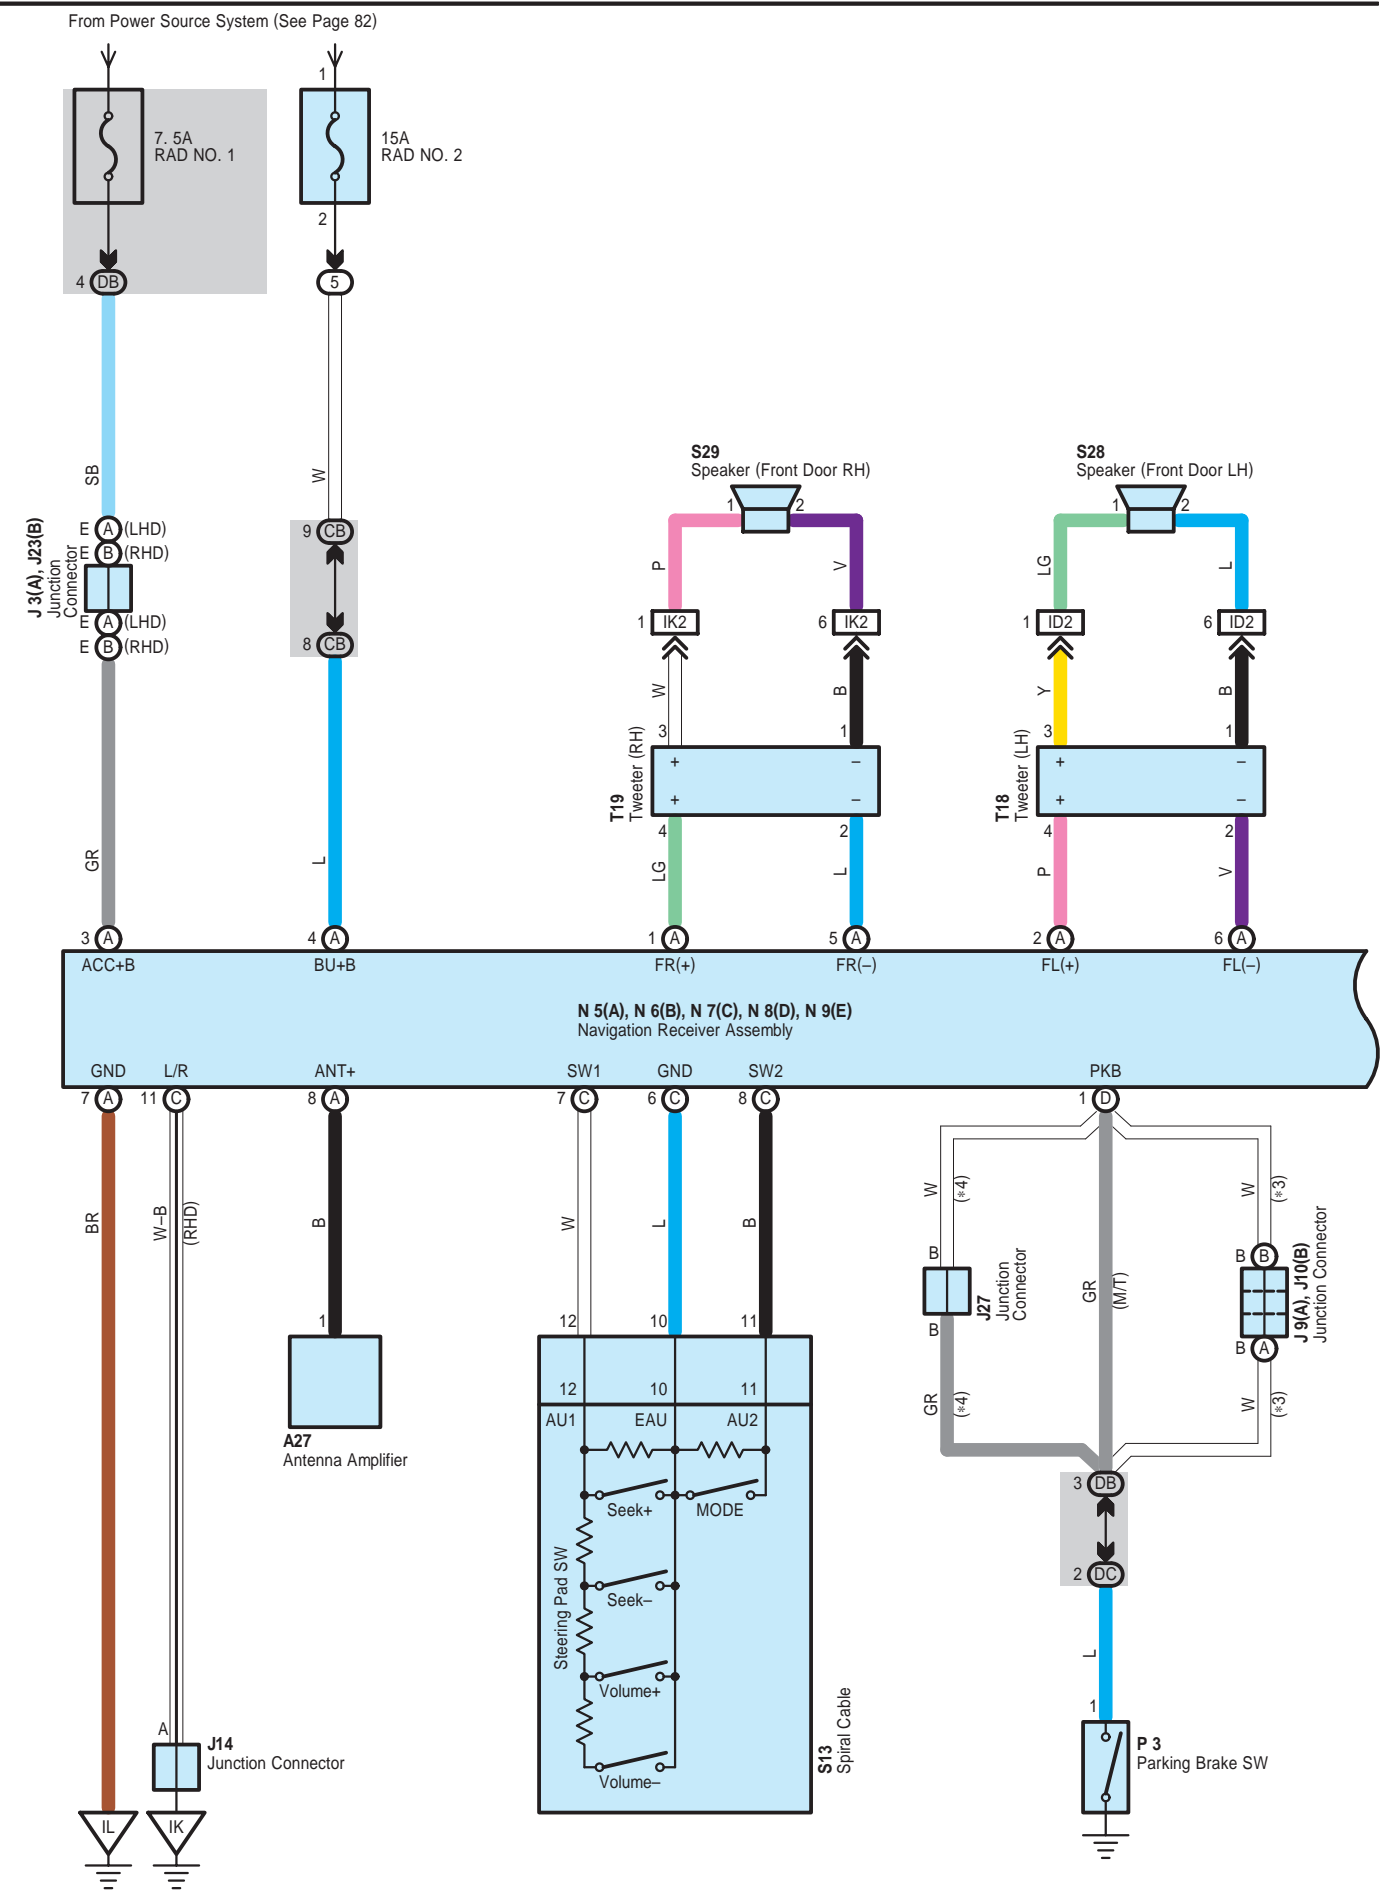 From Power Source System (See Page 82)
1
7. 5A
RAD NO. 1
15A
RAD NO. 2
2
4 DB
5
SB
W
S29
Speaker (Front Door RH)
1 2
S28
Speaker (Front Door LH)
1 2
E A (LHD)
E B (RHD)
J 3(A), J23(B)
Junction
Connector
E A (LHD)
E B (RHD)
9 CB
8 CB
P
V
LG
L
1 IK2
6 IK2
1 ID2
6 ID2
W
B
Y
B
3 1
3 1
T19
Tweeter (RH)
+ –
+ –
T18
Tweeter (LH)
+ –
+ –
4 2
4 2
GR
L
LG
L
P
V
3 A
4 A
1 A
5 A
2 A
6 A
ACC+B
BU+B
FR(+)
FR(–)
FL(+)
FL(–)
N 5(A), N 6(B), N 7(C), N 8(D), N 9(E)
Navigation Receiver Assembly
GND
L/R
ANT+
SW1
GND
SW2
PKB
7 A
11 C
8 A
7 C
6 C
8 C
1 D
BR
W–B
(RHD)
B
W
L
B
W
(*4)
GR
(M/T)
W
(*3)
B
J27
Junction
Connector
B
B B
J 9(A), J10(B)
Junction Connector
B A
GR
(*4)
W
(*3)
1
12 10 11
12 10 11
AU1 EAU AU2
A27
Antenna Amplifier
Seek+
MODE
Seek–
Volume+
Volume–
Steering Pad SW
S13
Spiral Cable
3 DB
2 DC
L
1
P 3
Parking Brake SW
A
J14
Junction Connector
IL
IK